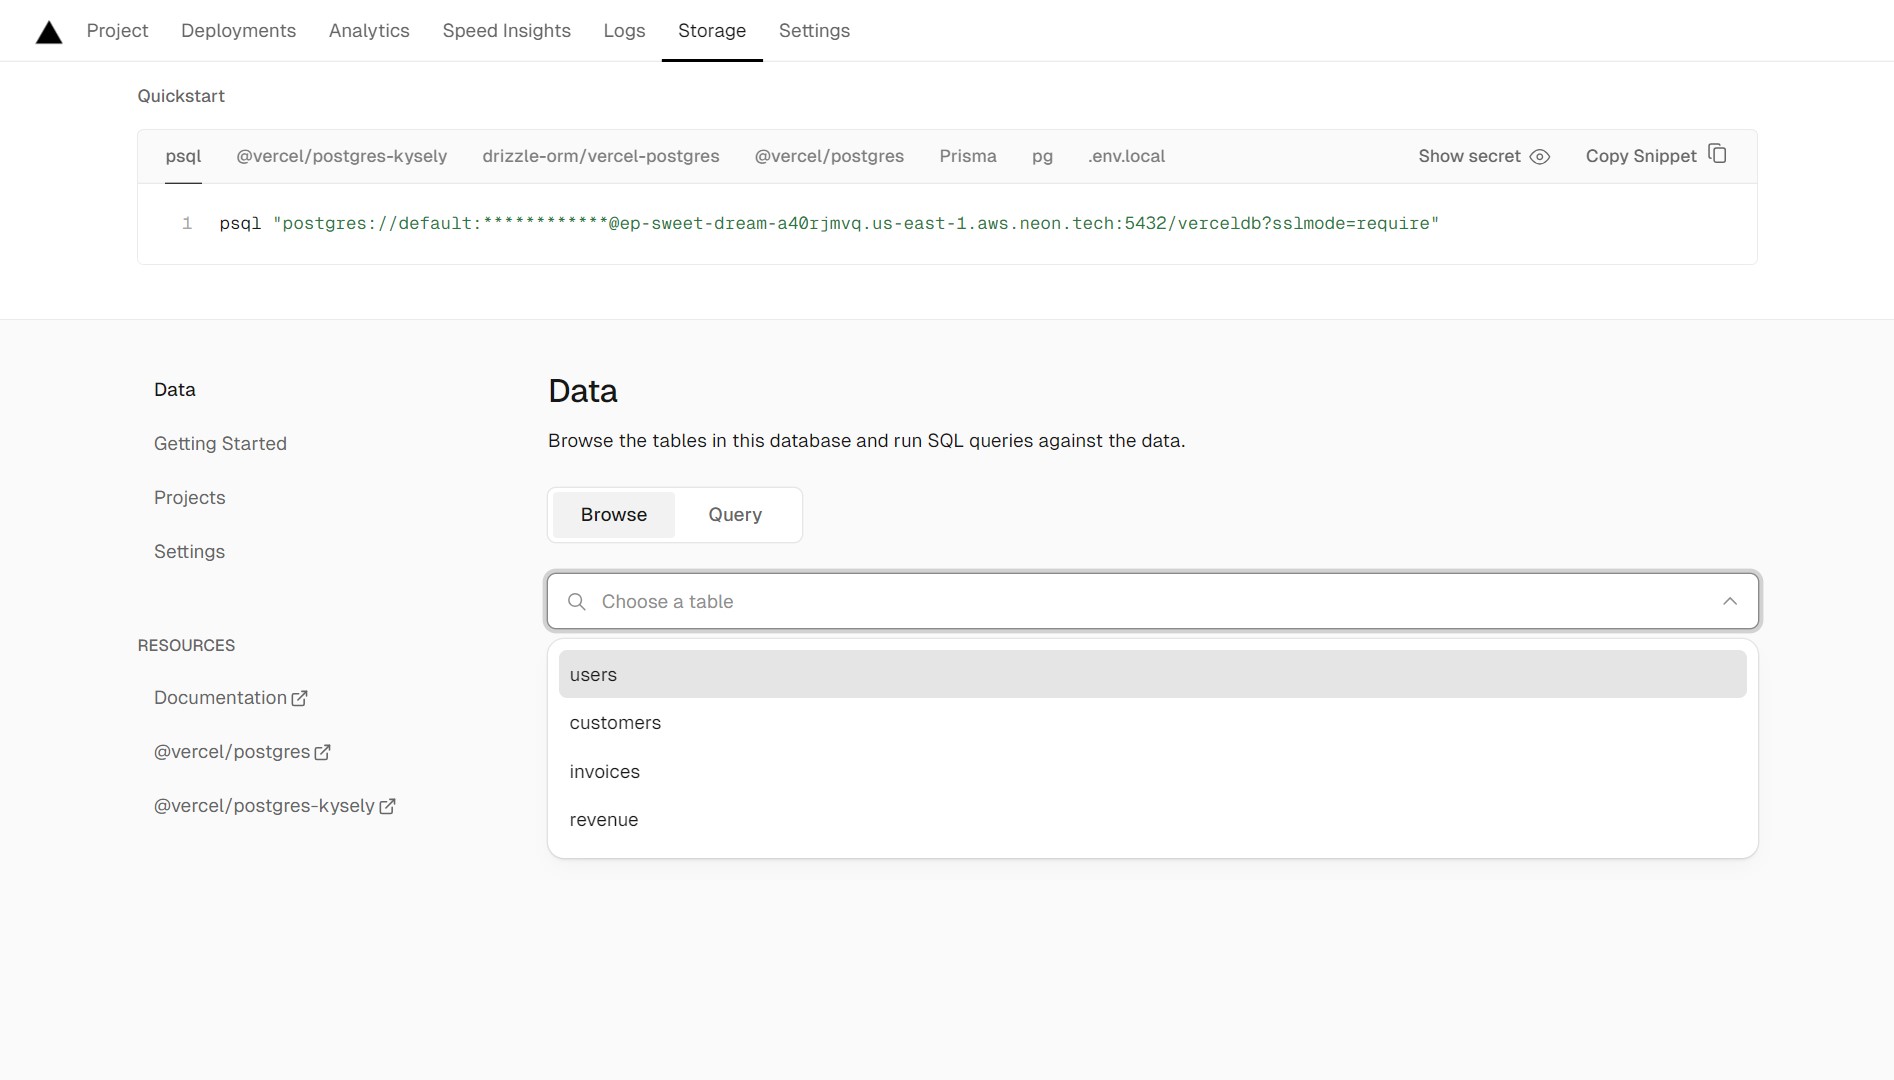 Project Deployments Analytics Speed Insights Logs Storage Settings
Quickstart
psql @vercel/postgres-kysely drizzle-orm/vercel-postgres @vercel/postgres Prisma pg .env.local Show secret Copy Snippet
1 psql "postgres://default:************@ep-sweet-dream-a40rjmvq.us-east-1.aws.neon.tech:5432/verceldb?sslmode=require"
Data
Getting Started
Projects
Settings
RESOURCES
Documentation
@vercel/postgres
@vercel/postgres-kysely
Data
Browse the tables in this database and run SQL queries against the data.
Browse Query
Choose a table
users
customers
invoices
revenue